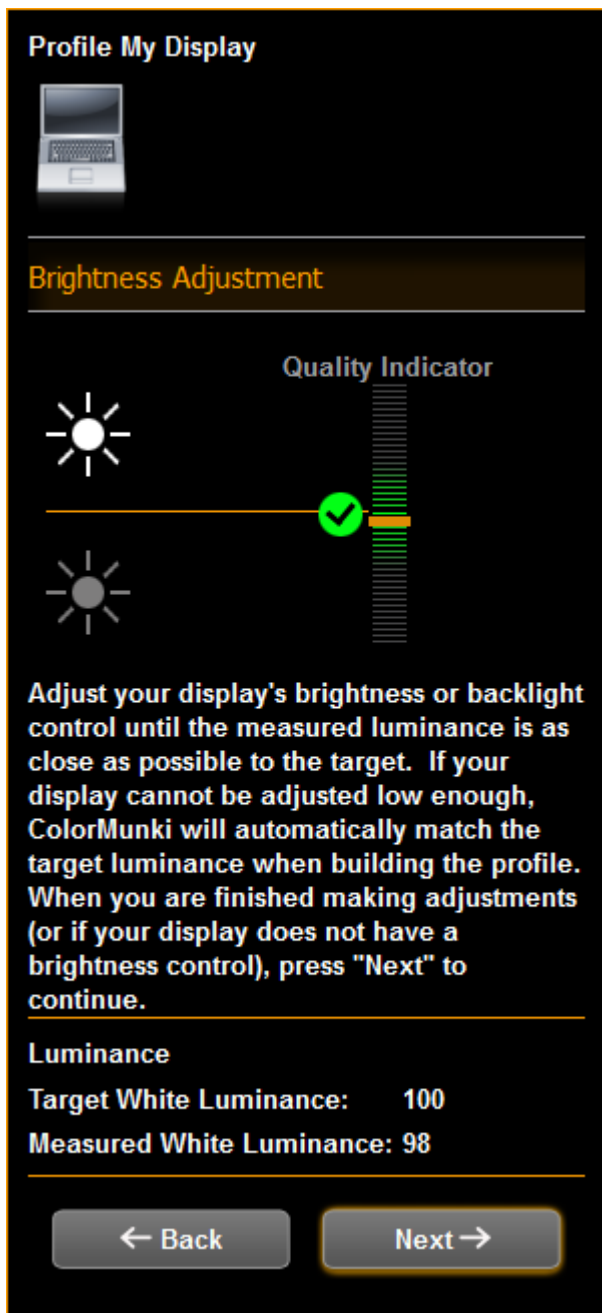 Profile My Display
Brightness Adjustment
Quality Indicator
Adjust your display's brightness or backlight
control until the measured luminance is as
close as possible to the target.  If your
display cannot be adjusted low enough,
ColorMunki will automatically match the
target luminance when building the profile.
When you are finished making adjustments
(or if your display does not have a
brightness control), press "Next" to
continue.
Luminance
Target White Luminance: 100
Measured White Luminance: 98
Back
Next